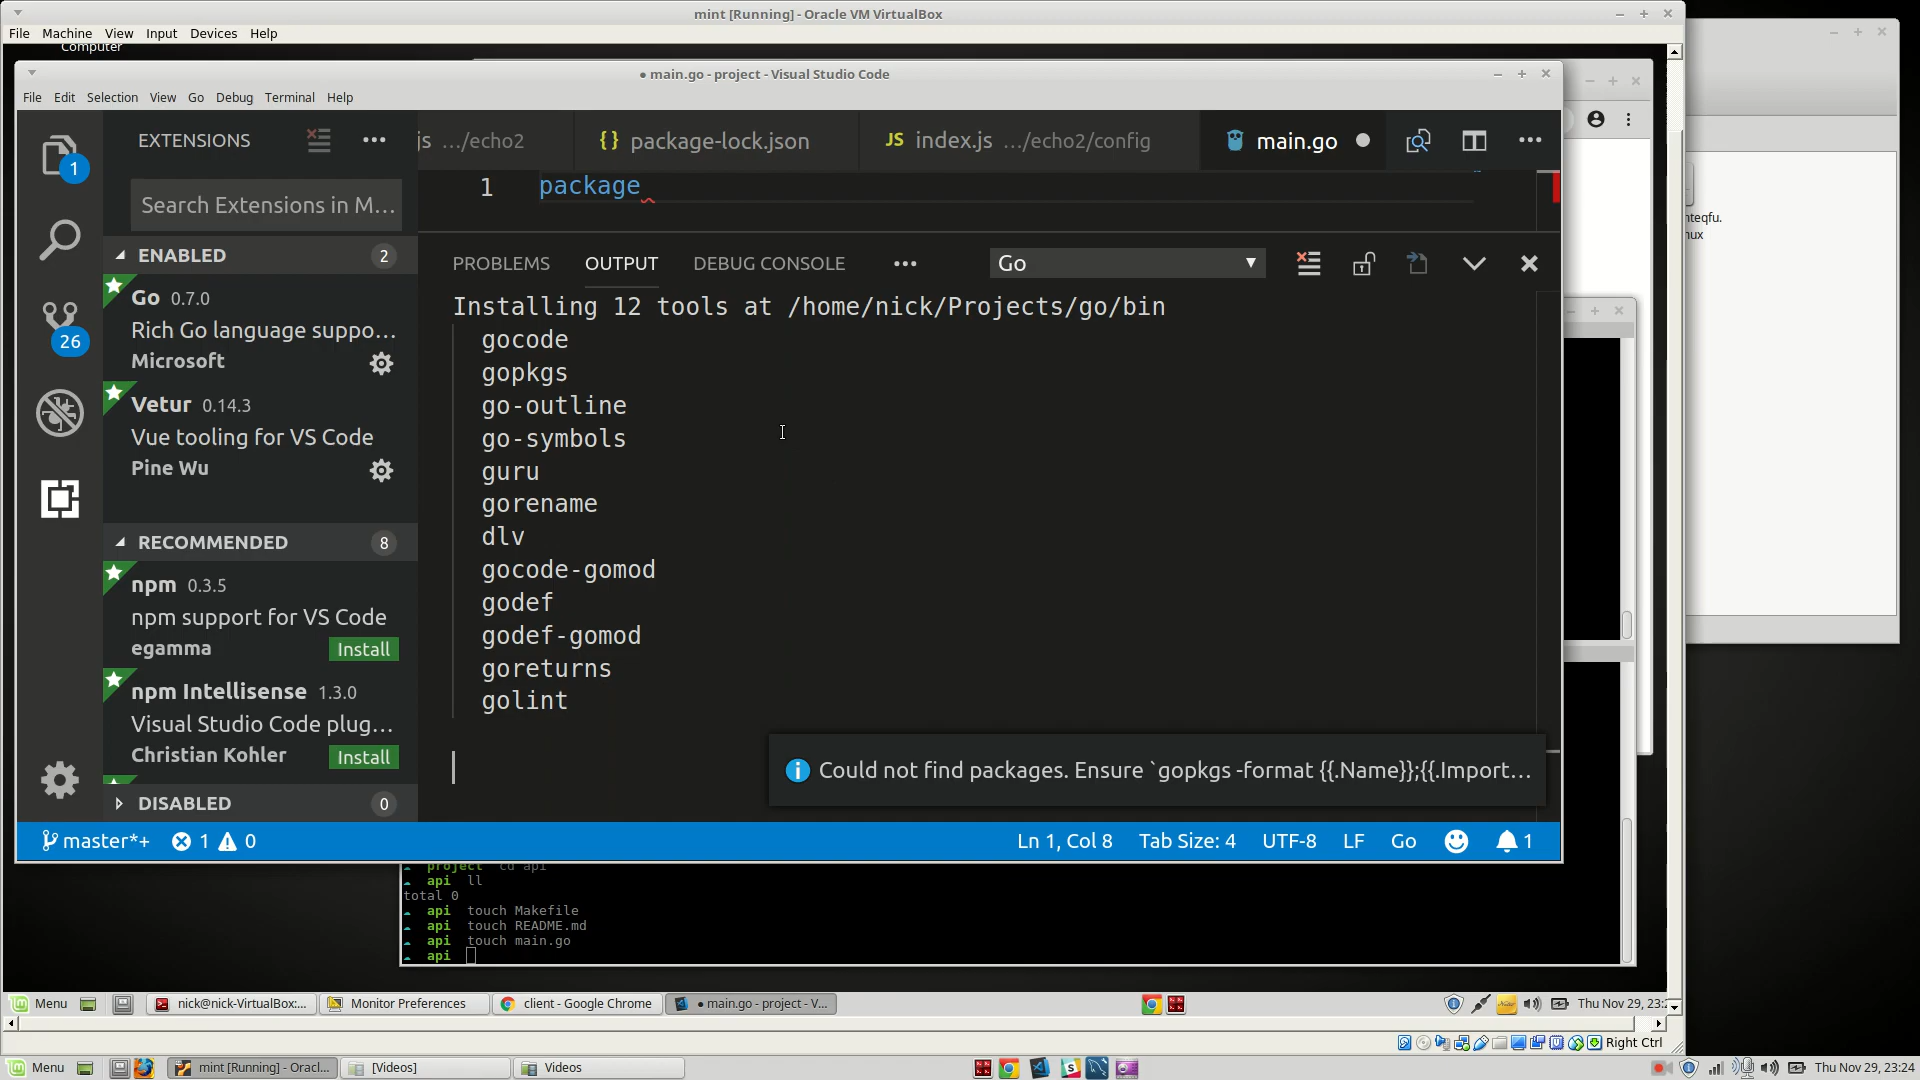 mint [Running] - Oracle VM VirtualBox
File Machine View Input Devices Help
Computer
● main.go - project - Visual Studio Code
File Edit Selection View Go Debug Terminal Help
EXTENSIONS
js .../echo2
{} package-lock.json
JS index.js .../echo2/config
main.go
1
Search Extensions in M...
1 package
ENABLED 2
PROBLEMS OUTPUT DEBUG CONSOLE
Go
Go 0.7.0
Rich Go language suppo...
Microsoft
26
Vetur 0.14.3
Vue tooling for VS Code
Pine Wu
RECOMMENDED 8
npm 0.3.5
npm support for VS Code
egamma Install
npm Intellisense 1.3.0
Visual Studio Code plug...
Christian Kohler Install
DISABLED 0
Installing 12 tools at /home/nick/Projects/go/bin
gocode
gopkgs
go-outline
go-symbols
guru
gorename
dlv
gocode-gomod
godef
godef-gomod
goreturns
golint
Could not find packages. Ensure `gopkgs -format {{.Name}};{{.Import...
master*+ 1 0
Ln 1, Col 8 Tab Size: 4 UTF-8 LF Go 1
nteqfu.
nux
project cd api
api ll
total 0
api touch Makefile
api touch README.md
api touch main.go
api
Menu
nick@nick-VirtualBox:...
Monitor Preferences
client - Google Chrome
● main.go - project - V...
Thu Nov 29, 23:2
Right Ctrl
Menu
mint [Running] - Oracl...
[Videos]
Videos
Thu Nov 29, 23:24